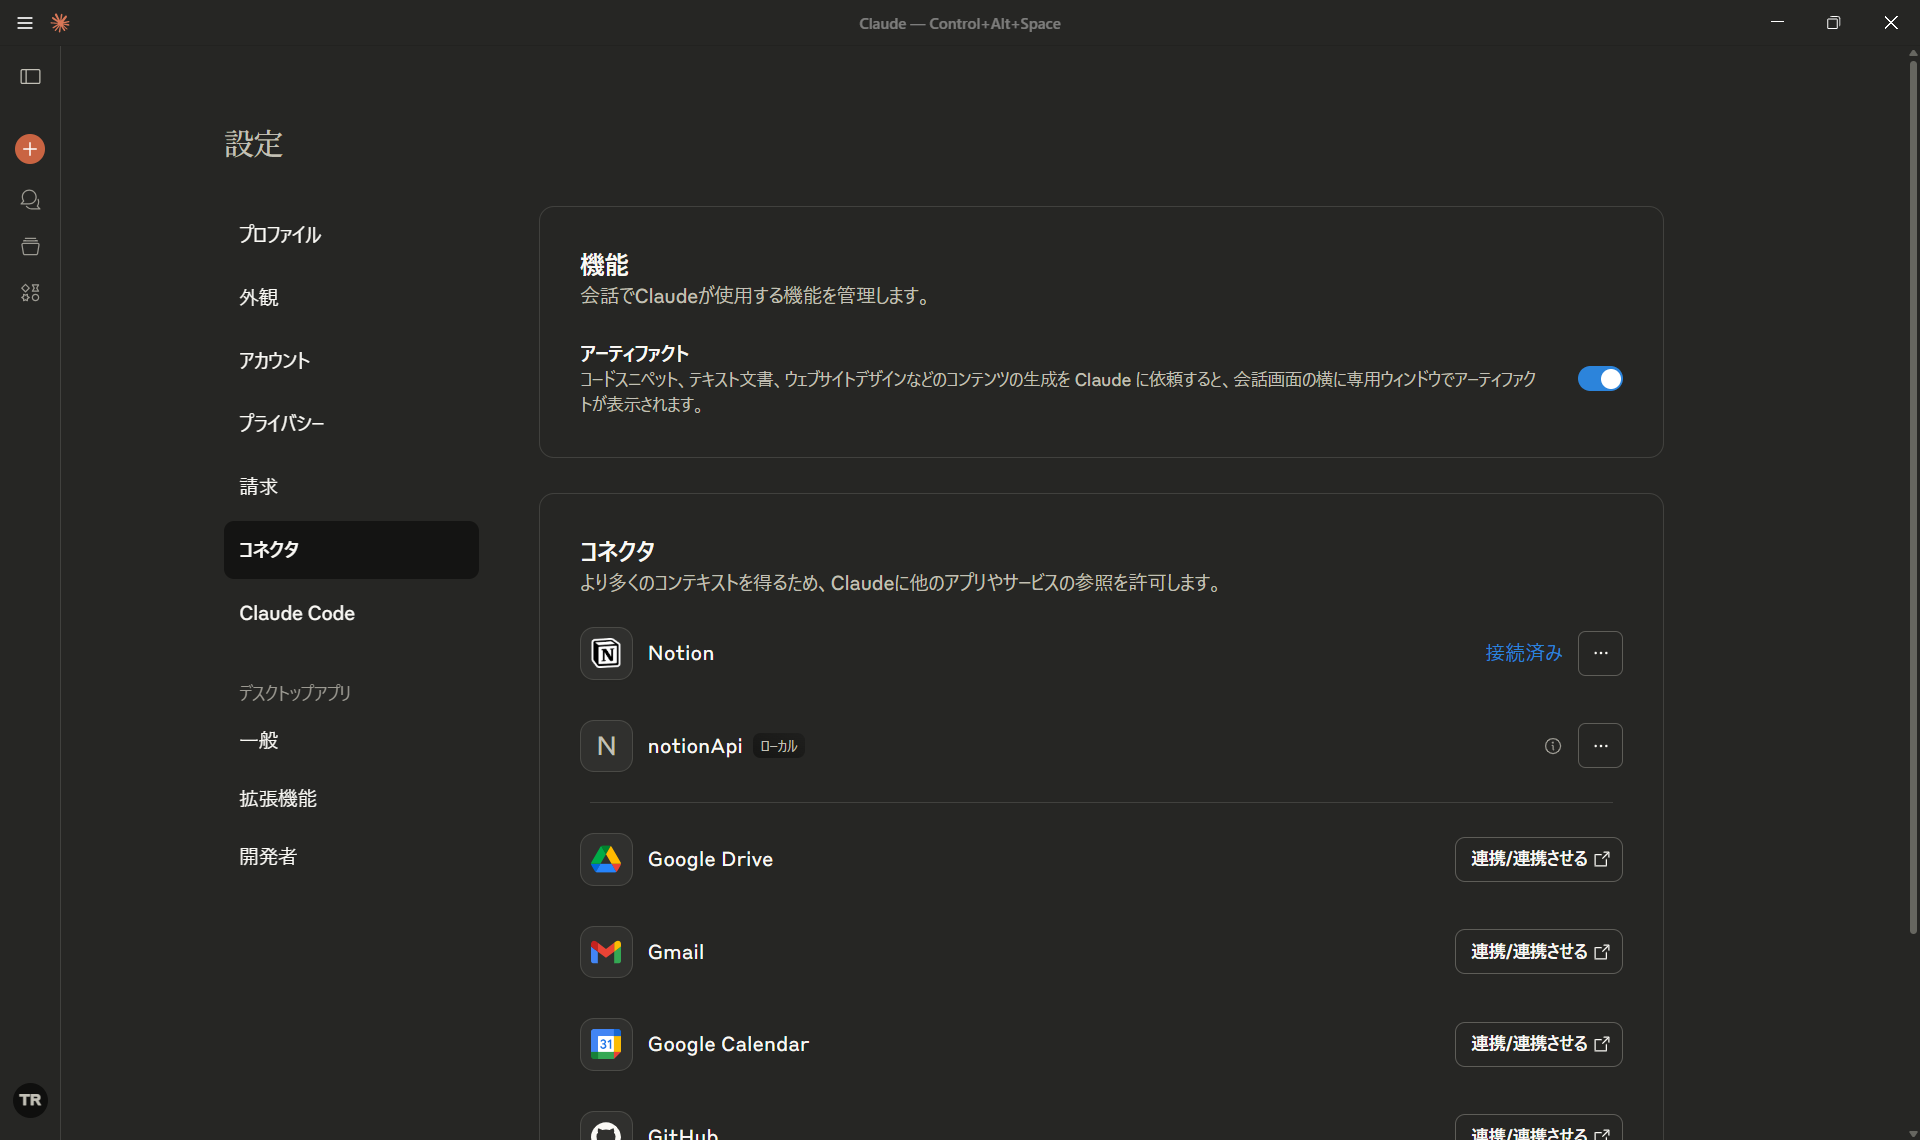 Claude — Control+Alt+Space
設定
プロファイル
外観
アカウント
プライバシー
請求
コネクタ
Claude Code
デスクトップアプリ
一般
拡張機能
開発者
TR
機能
会話でClaudeが使用する機能を管理します。
アーティファクト
コードスニペット、テキスト文書、ウェブサイトデザインなどのコンテンツの生成を Claude に依頼すると、会話画面の横に専用ウィンドウでアーティファク
トが表示されます。
コネクタ
より多くのコンテキストを得るため、Claudeに他のアプリやサービスの参照を許可します。
Notion
接続済み
N
notionApi ローカル
Google Drive
連携/連携させる
Gmail
連携/連携させる
31
Google Calendar
連携/連携させる
GitHub
連携/連携させる